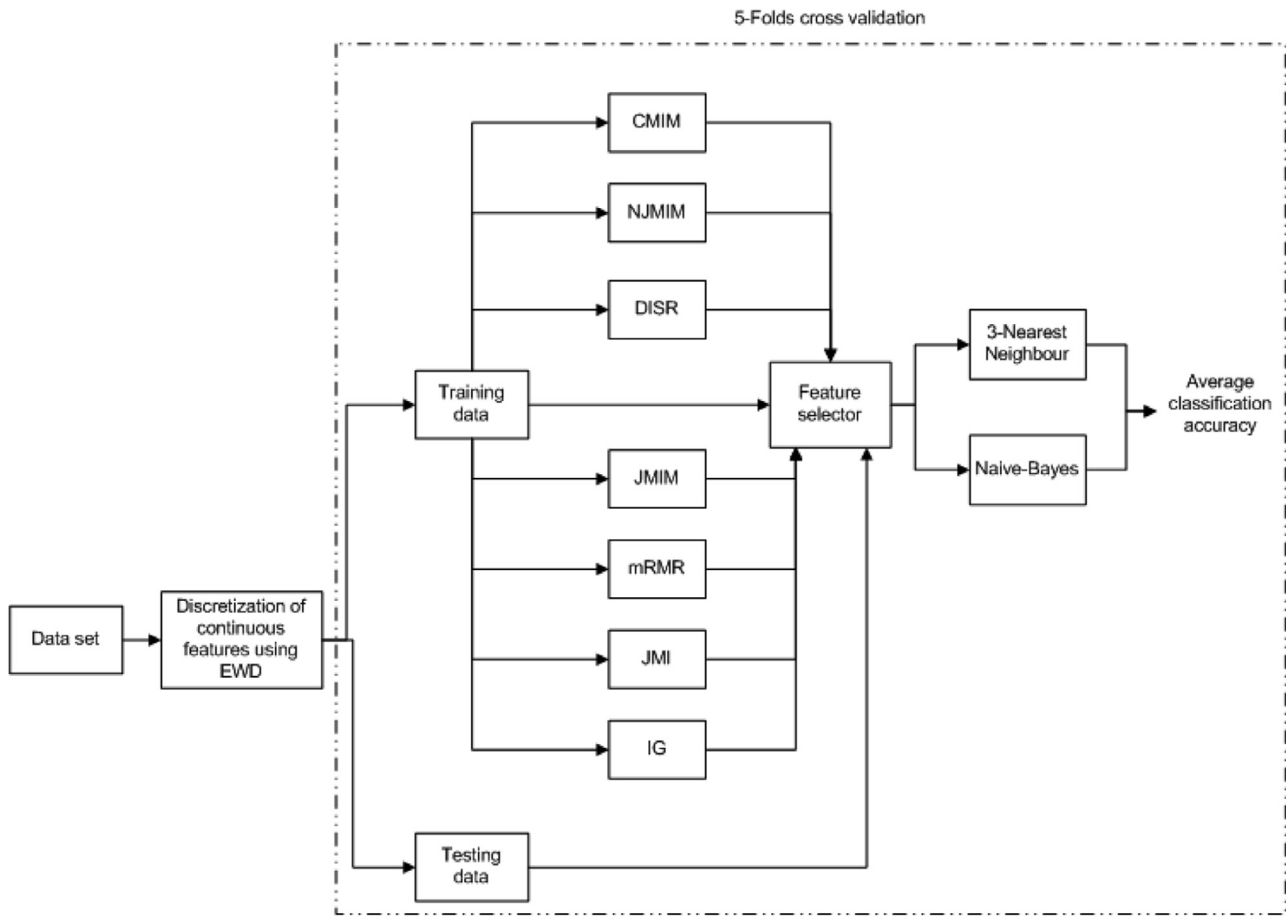 5-Folds cross validation
CMIM
NJMIM
DISR
3-Nearest
Neighbour
Training
data
Feature
selector
Average
classification
accuracy
JMIM
Naive-Bayes
mRMR
Data set
Discretization of
continuous
features using
EWD
JMI
IG
Testing
data